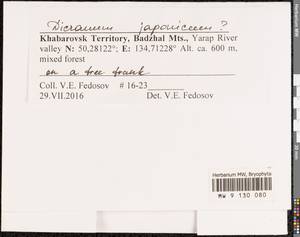 Dicranum japonicum?
Khabarovsk Territory, Badzhal Mts., Yarap River
valley N: 50,28122°; E: 134,71228° Alt. ca. 600 m,
mixed forest
on a tree trunk
Coll. V.E. Fedosov # 16-23
29.VII.2016 Det. V.E. Fedosov
Herbarium MW, Bryophyta
MW 9 130 080